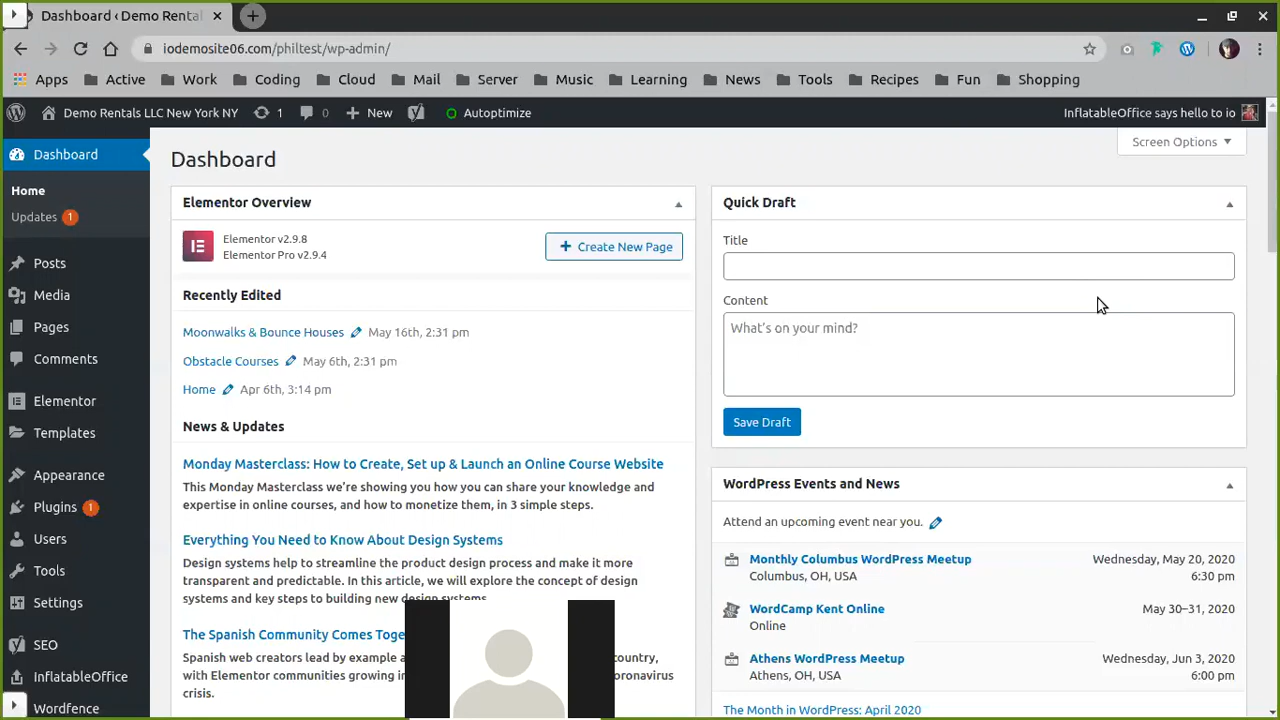 Dashboard ‹ Demo Rental
iodemosite06.com/philtest/wp-admin/
Apps Active Work Coding Cloud Mail Server Music Learning News Tools Recipes Fun Shopping
Demo Rentals LLC New York NY 1 0 New Autoptimize InflatableOffice says hello to io
Dashboard
Home
Updates 1
Posts
Media
Pages
Comments
Elementor
Templates
Appearance
Plugins 1
Users
Tools
Settings
SEO
InflatableOffice
Wordfence
Screen Options
Dashboard
Elementor Overview
Elementor v2.9.8
Elementor Pro v2.9.4
Create New Page
Recently Edited
Moonwalks & Bounce Houses May 16th, 2:31 pm
Obstacle Courses May 6th, 2:31 pm
Home Apr 6th, 3:14 pm
News & Updates
Monday Masterclass: How to Create, Set up & Launch an Online Course Website
This Monday Masterclass we're showing you how you can share your knowledge and
expertise in online courses, and how to monetize them, in 3 simple steps.
Everything You Need to Know About Design Systems
Design systems help to streamline the product design process and make it more
transparent and predictable. In this article, we will explore the concept of design
systems and key steps to building new design systems.
The Spanish Community Comes Toge
Spanish web creators lead by example a country,
with Elementor communities growing in oronavirus
crisis.
Quick Draft
Title
Content
What's on your mind?
Save Draft
WordPress Events and News
Attend an upcoming event near you.
Monthly Columbus WordPress Meetup Wednesday, May 20, 2020
Columbus, OH, USA 6:30 pm
WordCamp Kent Online May 30–31, 2020
Online
Athens WordPress Meetup Wednesday, Jun 3, 2020
Athens, OH, USA 6:00 pm
The Month in WordPress: April 2020